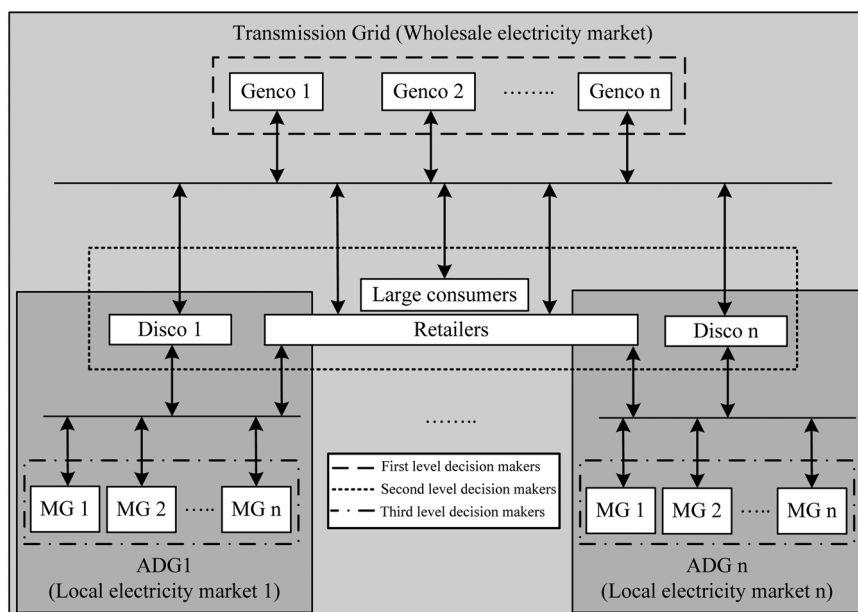 Transmission Grid (Wholesale electricity market)
Genco 1
Genco 2
........
Genco n
Large consumers
Disco 1
Retailers
Disco n
........
First level decision makers
Second level decision makers
Third level decision makers
MG 1
MG 2
.....
MG n
MG 1
MG 2
.....
MG n
ADG1
(Local electricity market 1)
ADG n
(Local electricity market n)